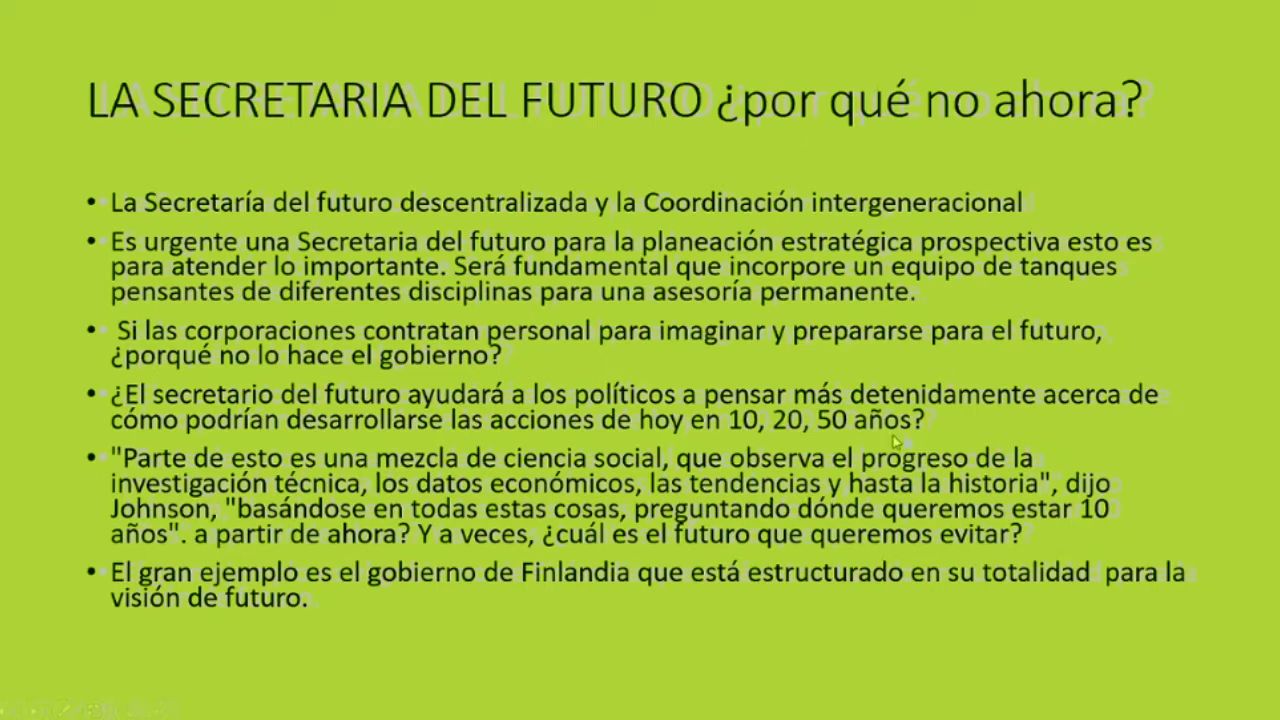 LA SECRETARIA DEL FUTURO ¿por qué no ahora?
• La Secretaría del futuro descentralizada y la Coordinación intergeneracional
• Es urgente una Secretaria del futuro para la planeación estratégica prospectiva esto es
para atender lo importante. Será fundamental que incorpore un equipo de tanques
pensantes de diferentes disciplinas para una asesoría permanente.
• Si las corporaciones contratan personal para imaginar y prepararse para el futuro,
¿porqué no lo hace el gobierno?
• ¿El secretario del futuro ayudará a los políticos a pensar más detenidamente acerca de
cómo podrían desarrollarse las acciones de hoy en 10, 20, 50 años?
• "Parte de esto es una mezcla de ciencia social, que observa el progreso de la
investigación técnica, los datos económicos, las tendencias y hasta la historia", dijo
Johnson, "basándose en todas estas cosas, preguntando dónde queremos estar 10
años". a partir de ahora? Y a veces, ¿cuál es el futuro que queremos evitar?
• El gran ejemplo es el gobierno de Finlandia que está estructurado en su totalidad para la
visión de futuro.